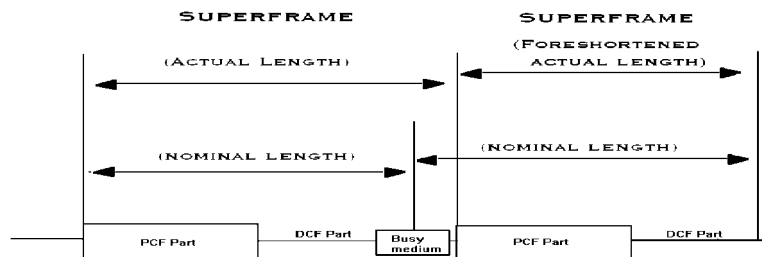 SUPERFRAME
SUPERFRAME
(ACTUAL LENGTH)
(FORESHORTENED
ACTUAL LENGTH)
(NOMINAL LENGTH)
(NOMINAL LENGTH)
PCF Part
DCF Part
Busy
medium
PCF Part
DCF Part